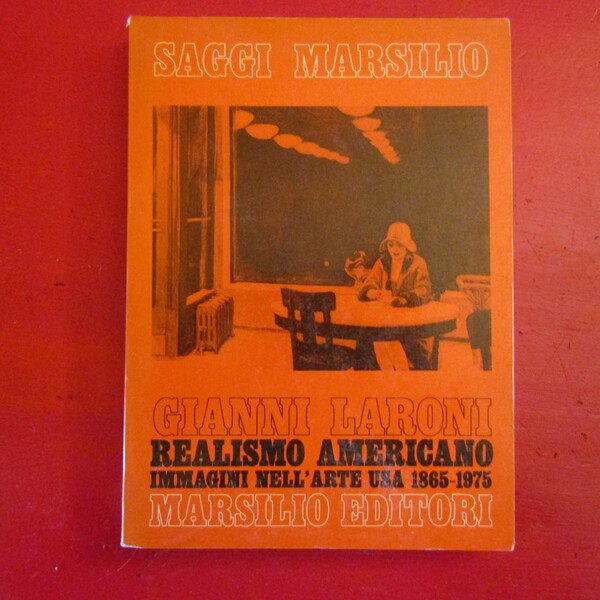 SAGGI MARSILIO
GIANNI LARONI
REALISMO AMERICANO
IMMAGINI NELL'ARTE USA 1865-1975
MARSILIO EDITORI